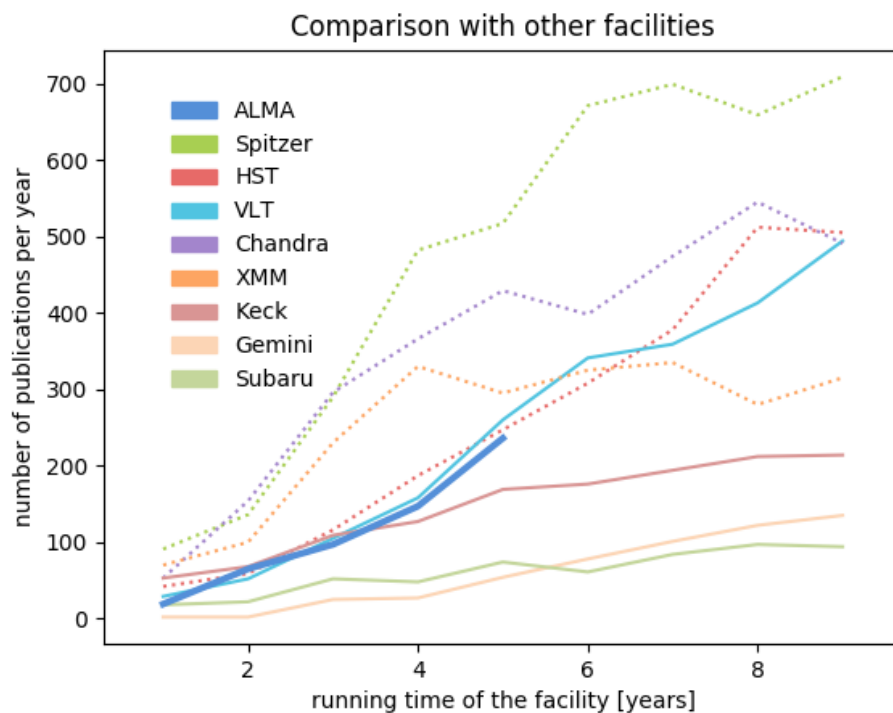 Comparison with other facilities
700
600
500
400
300
200
100
0
number of publications per year
ALMA
Spitzer
HST
VLT
Chandra
XMM
Keck
Gemini
Subaru
2 4 6 8
running time of the facility [years]